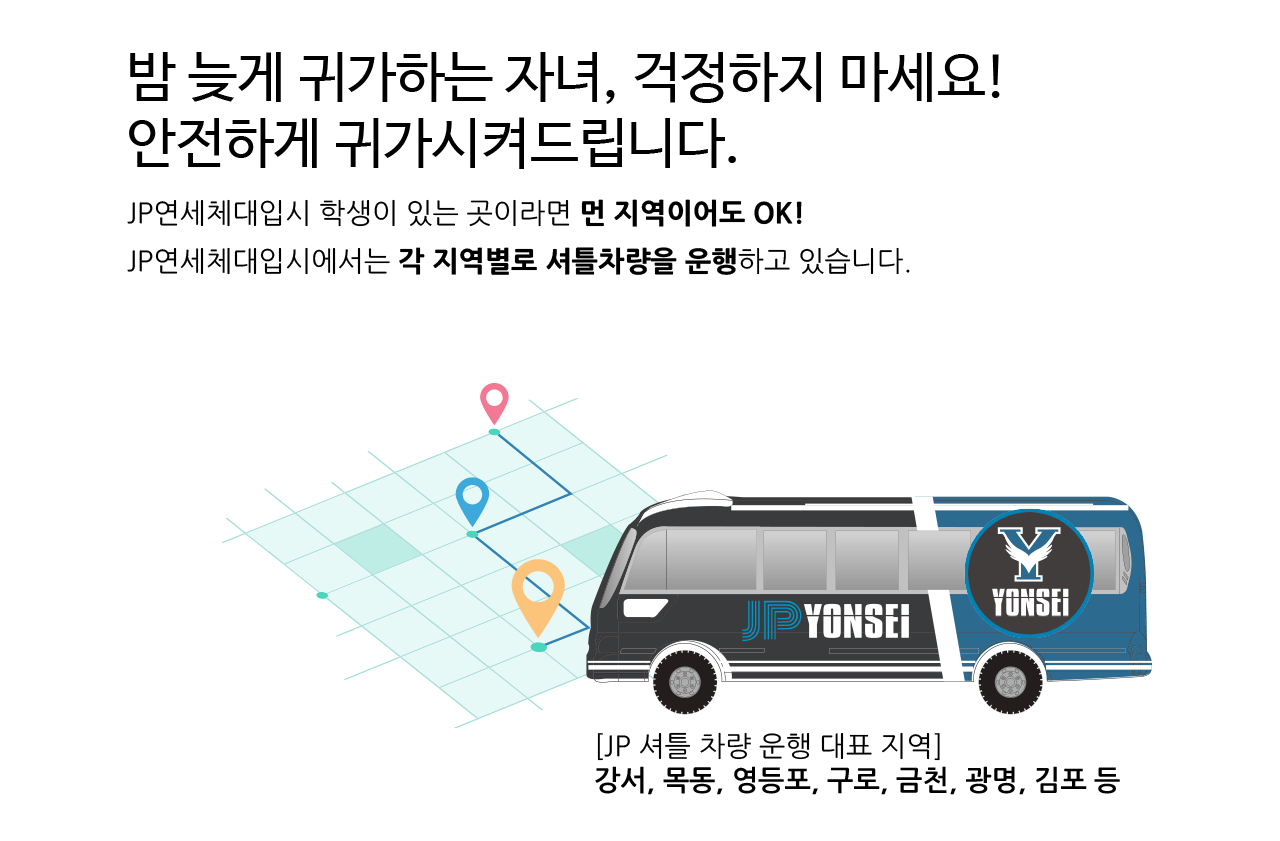 밤 늦게 귀가하는 자녀, 걱정하지 마세요!
안전하게 귀가시켜드립니다.
JP연세체대입시 학생이 있는 곳이라면 먼 지역이어도 OK!
JP연세체대입시에서는 각 지역별로 셔틀차량을 운행하고 있습니다.
Y
YONSEI
JP YONSEI
[JP 셔틀 차량 운행 대표 지역]
강서, 목동, 영등포, 구로, 금천, 광명, 김포 등